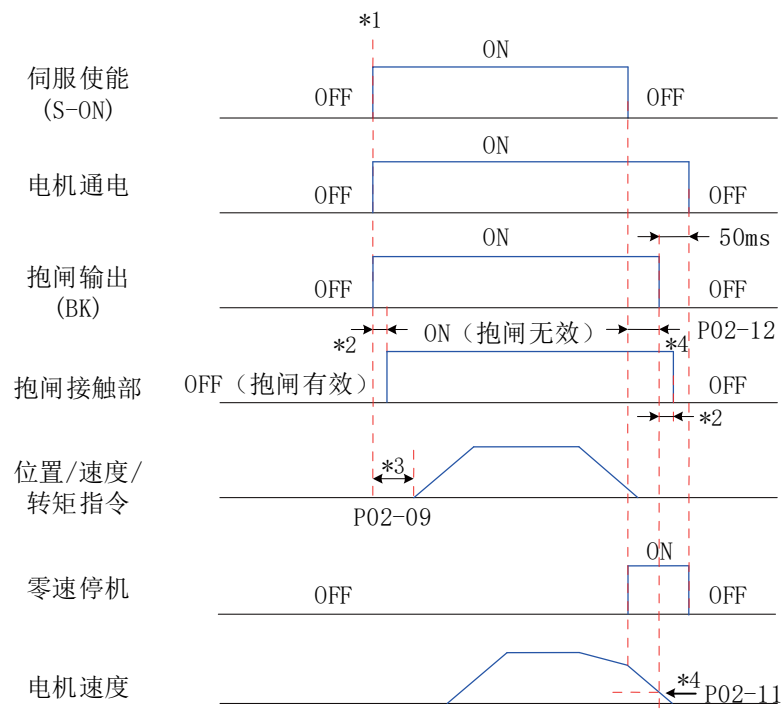 *1
ON
伺服使能
(S-ON)
OFF
OFF
ON
电机通电
OFF
OFF
50ms
ON
抱闸输出
(BK)
OFF
OFF
*2
ON（抱闸无效）
*4
P02-12
抱闸接触部
OFF（抱闸有效）
OFF
*2
位置/速度/
转矩指令
*3
P02-09
ON
零速停机
OFF
OFF
电机速度
*4
P02-11